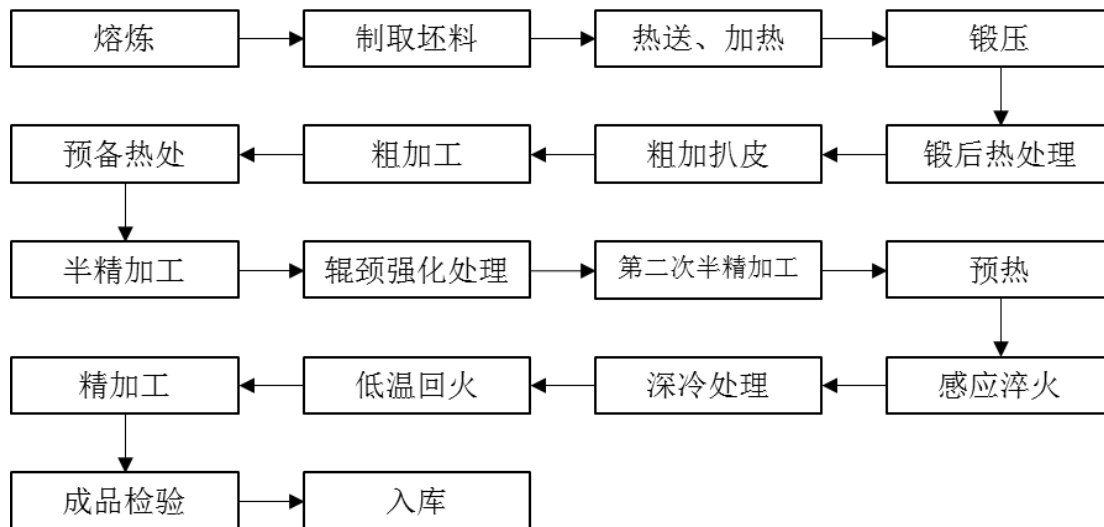 熔炼
制取坯料
热送、加热
锻压
锻后热处理
粗加扒皮
粗加工
预备热处
半精加工
辊颈强化处理
第二次半精加工
预热
感应淬火
深冷处理
低温回火
精加工
成品检验
入库